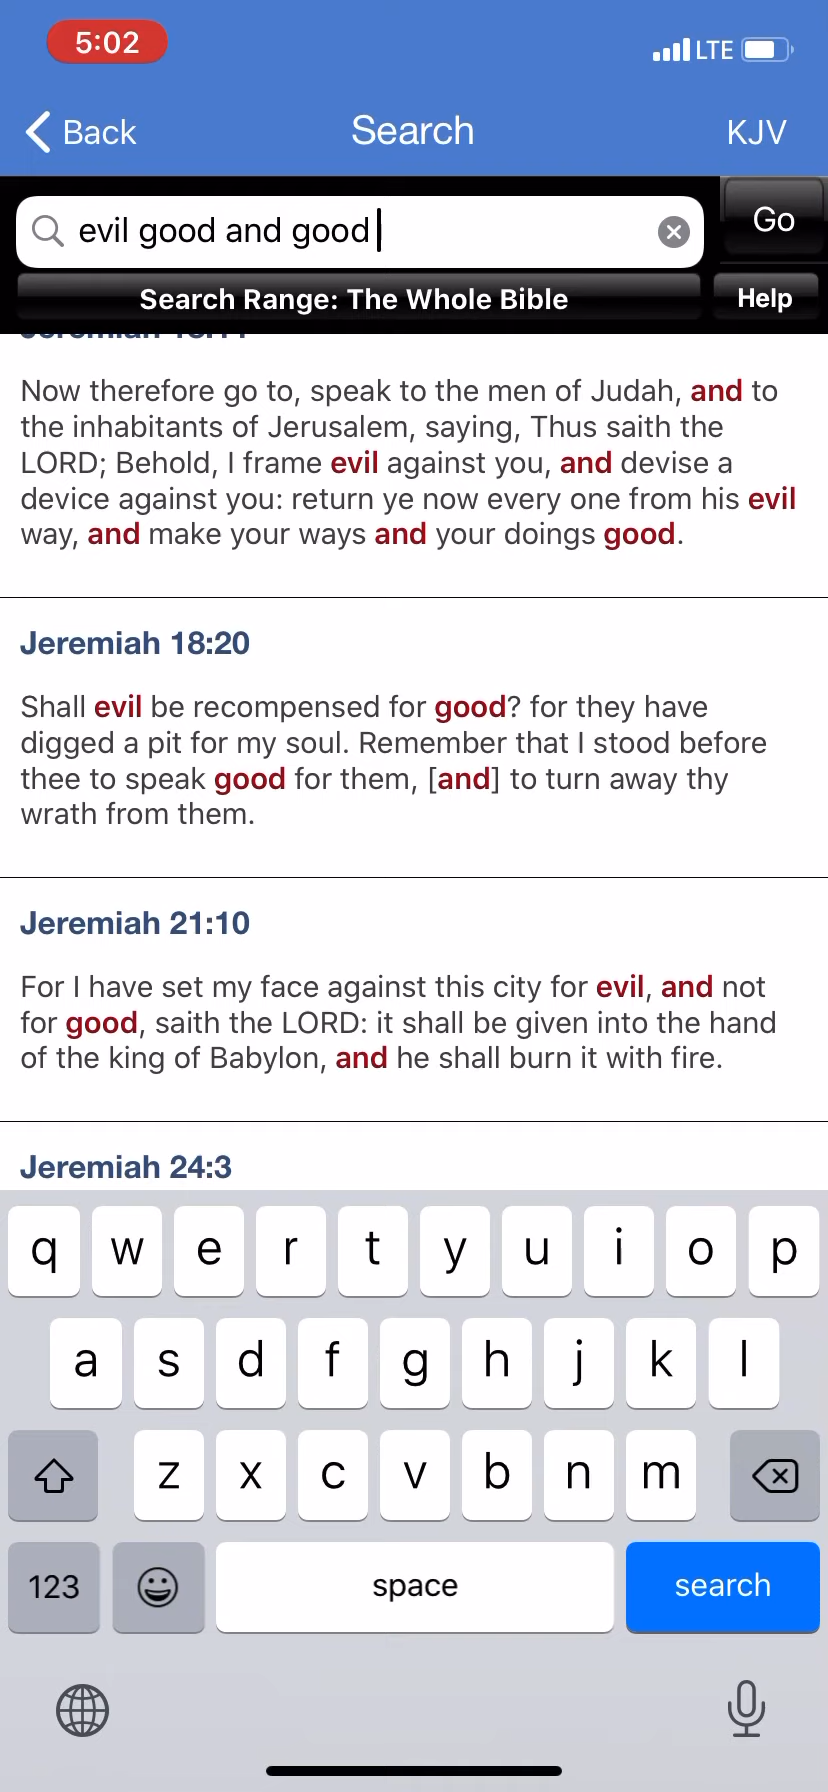 5:02
LTE
Back
Search
KJV
evil good and good
Go
Search Range: The Whole Bible
Help
Now therefore go to, speak to the men of Judah, and to
the inhabitants of Jerusalem, saying, Thus saith the
LORD; Behold, I frame evil against you, and devise a
device against you: return ye now every one from his evil
way, and make your ways and your doings good.
Jeremiah 18:20
Shall evil be recompensed for good? for they have
digged a pit for my soul. Remember that I stood before
thee to speak good for them, [and] to turn away thy
wrath from them.
Jeremiah 21:10
For I have set my face against this city for evil, and not
for good, saith the LORD: it shall be given into the hand
of the king of Babylon, and he shall burn it with fire.
Jeremiah 24:3
q w e r t y u i o p
a s d f g h j k l
z x c v b n m
123
space
search